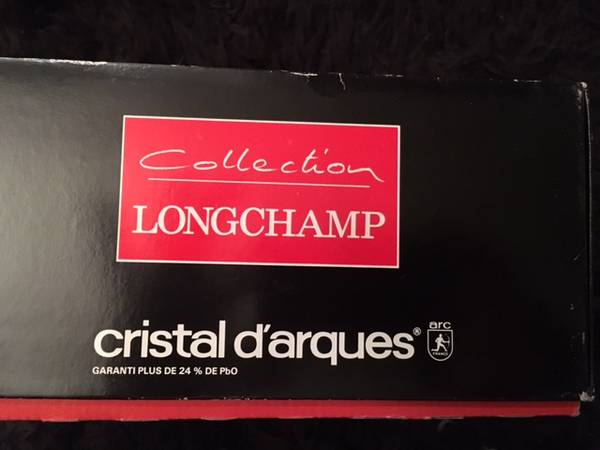 Collection
LONGCHAMP
cristal d'arques®
arc
FRANCE
GARANTI PLUS DE 24 % DE PbO